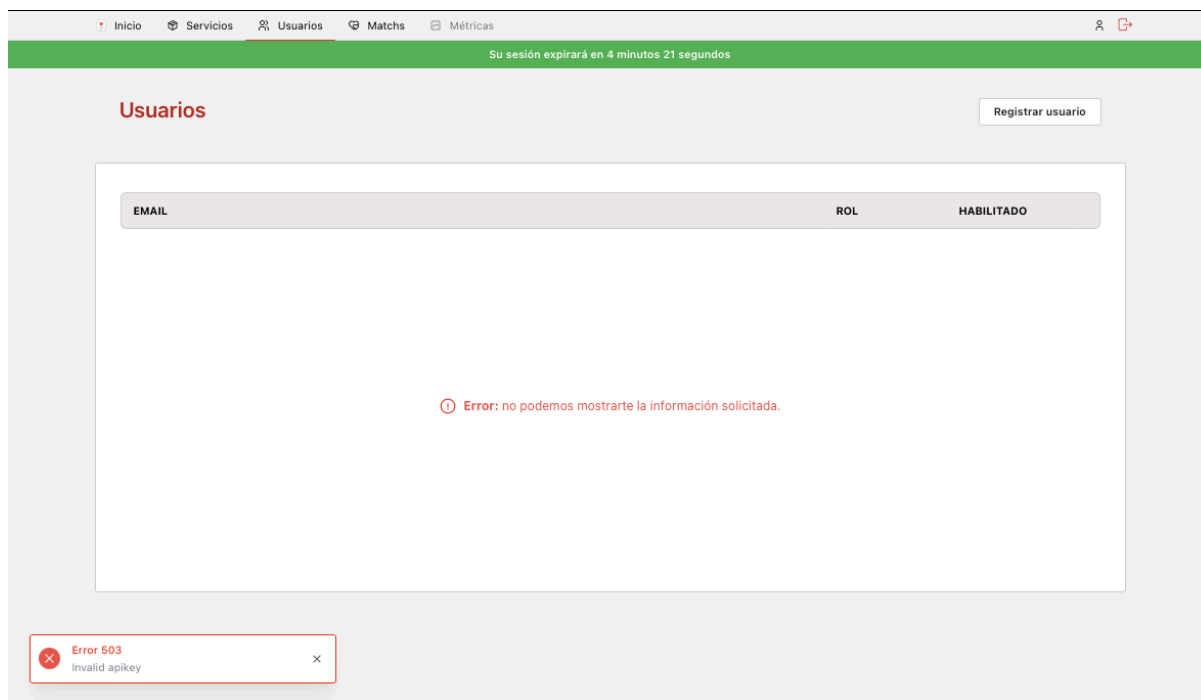 Inicio Servicios Usuarios Matchs Métricas
Su sesión expirará en 4 minutos 21 segundos
Usuarios
Registrar usuario
EMAIL ROL HABILITADO
Error: no podemos mostrarte la información solicitada.
Error 503
Invalid apikey